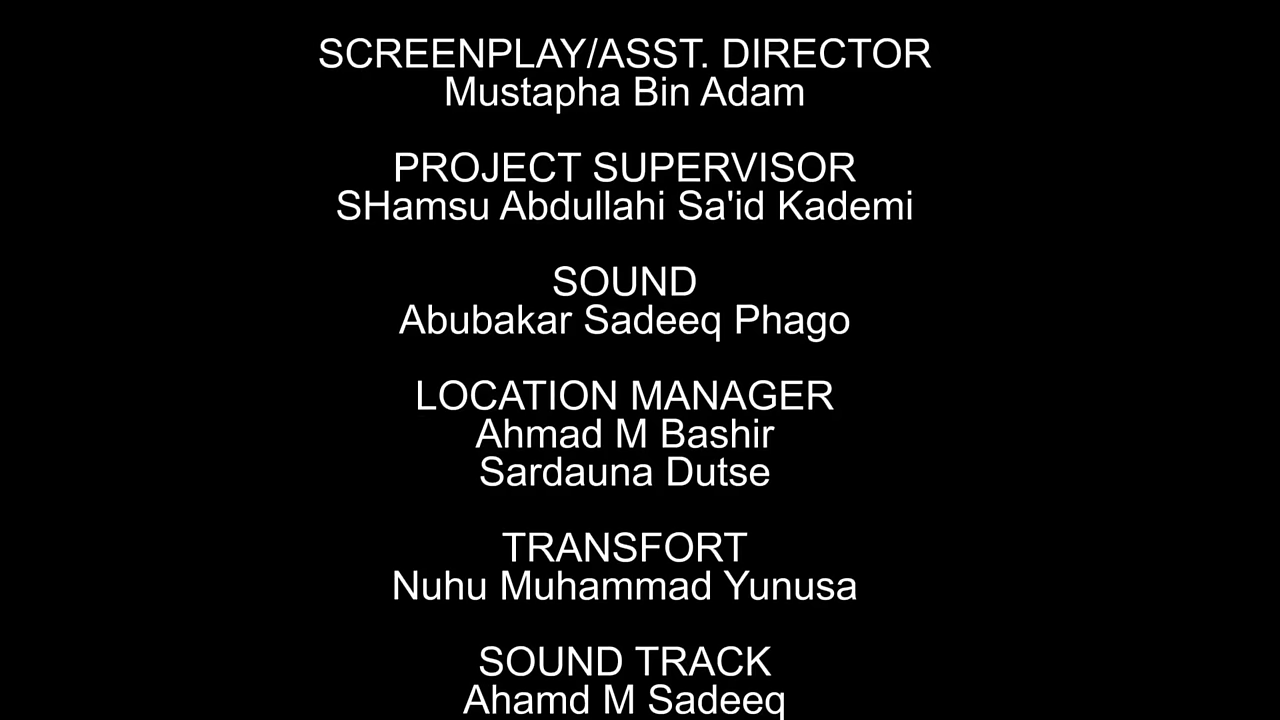 SCREENPLAY/ASST. DIRECTOR
Mustapha Bin Adam
PROJECT SUPERVISOR
SHamsu Abdullahi Sa'id Kademi
SOUND
Abubakar Sadeeq Phago
LOCATION MANAGER
Ahmad M Bashir
Sardauna Dutse
TRANSFORT
Nuhu Muhammad Yunusa
SOUND TRACK
Ahamd M Sadeeq